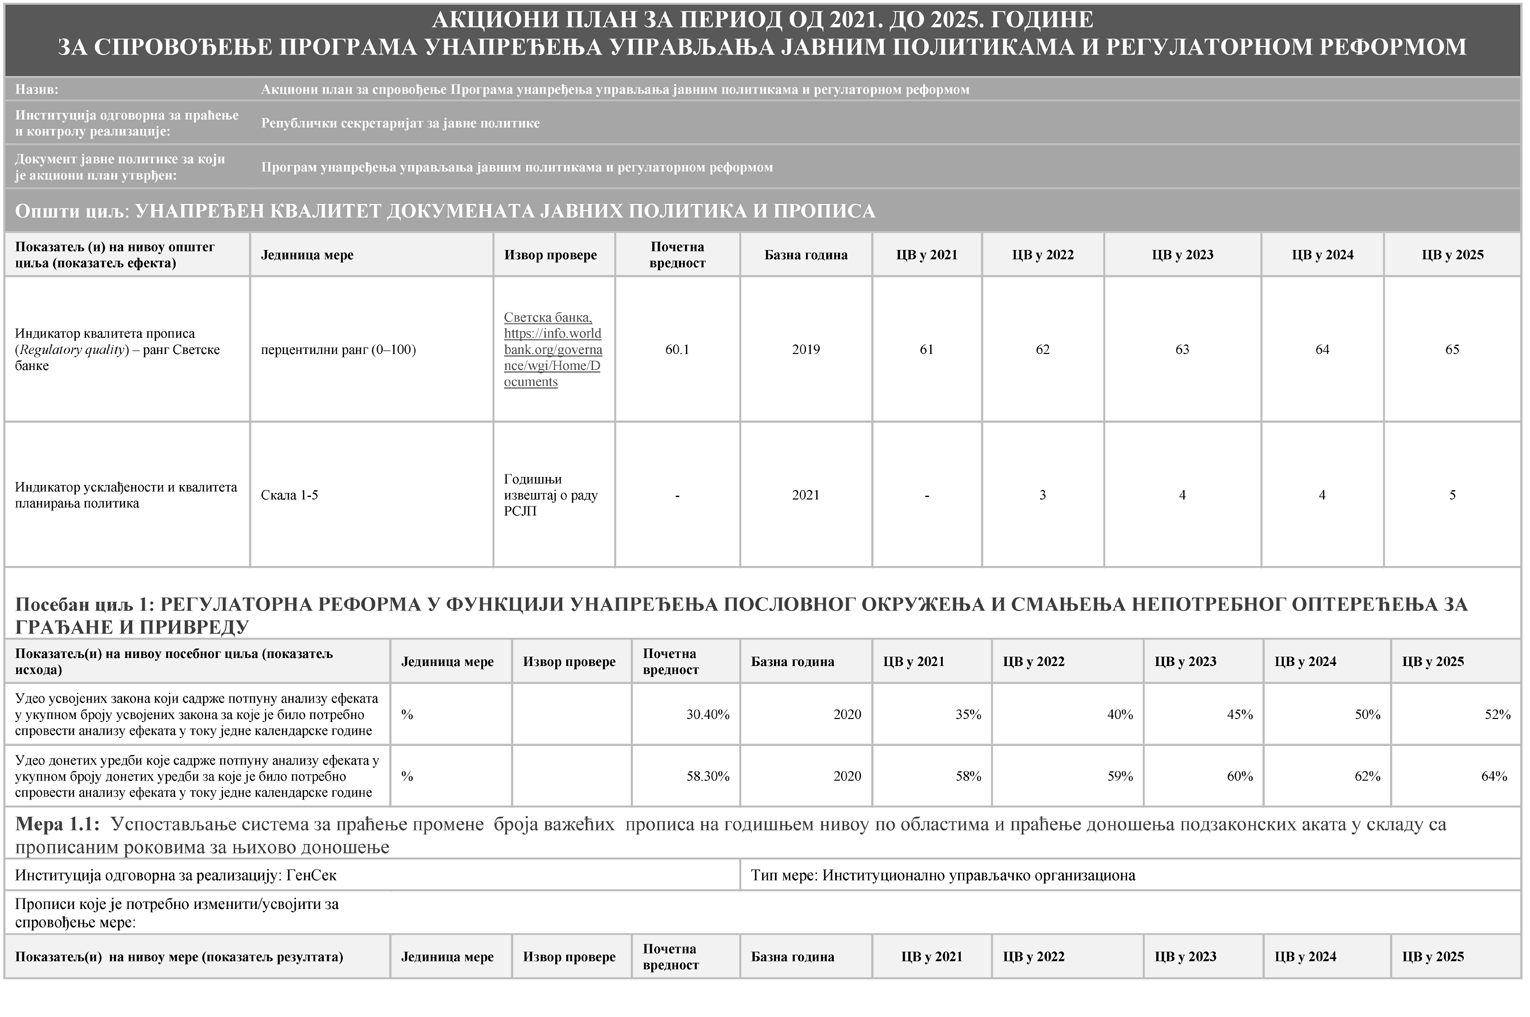 АКЦИОНИ ПЛАН ЗА ПЕРИОД ОД 2021. ДО 2025. ГОДИНЕ
ЗА СПРОВОЂЕЊЕ ПРОГРАМА УНАПРЕЂЕЊА УПРАВЉАЊА ЈАВНИМ ПОЛИТИКАМА И РЕГУЛАТОРНОМ РЕФОРМОМ
Назив: Акциони план за спровођење Програма унапређења управљања јавним политикама и регулаторном реформом
Институција одговорна за праћење
и контролу реализације:
Републички секретаријат за јавне политике
Документ јавне политике за који
је акциони план утврђен:
Програм унапређења управљања јавним политикама и регулаторном реформом
Општи циљ: УНАПРЕЂЕН КВАЛИТЕТ ДОКУМЕНАТА ЈАВНИХ ПОЛИТИКА И ПРОПИСА
Показатељ (и) на нивоу општег
циља (показатељ ефекта)
Јединица мере
Извор провере
Почетна
вредност
Базна година
ЦВ у 2021
ЦВ у 2022
ЦВ у 2023
ЦВ у 2024
ЦВ у 2025
Индикатор квалитета прописа
(Regulatory quality) – ранг Светске
банке
перцентилни ранг (0–100)
Светска банка,
https://info.world
bank.org/governa
nce/wgi/Home/D
ocuments
60.1
2019
61
62
63
64
65
Индикатор усклађености и квалитета
планирања политика
Скала 1-5
Годишњи
извештај о раду
РСЈП
-
2021
-
3
4
4
5
Посебан циљ 1: РЕГУЛАТОРНА РЕФОРМА У ФУНКЦИЈИ УНАПРЕЂЕЊА ПОСЛОВНОГ ОКРУЖЕЊА И СМАЊЕЊА НЕПОТРЕБНОГ ОПТЕРЕЋЕЊА ЗА
ГРАЂАНЕ И ПРИВРЕДУ
Показатељ(и) на нивоу посебног циља (показатељ
исхода)
Јединица мере
Извор провере
Почетна
вредност
Базна година
ЦВ у 2021
ЦВ у 2022
ЦВ у 2023
ЦВ у 2024
ЦВ у 2025
Удео усвојених закона који садрже потпуну анализу ефеката
у укупном броју усвојених закона за које је било потребно
спровести анализу ефеката у току једне календарске године
%
30.40%
2020
35%
40%
45%
50%
52%
Удео донетих уредби које садрже потпуну анализу ефеката у
укупном броју донетих уредби за које је било потребно
спровести анализу ефеката у току једне календарске године
%
58.30%
2020
58%
59%
60%
62%
64%
Мера 1.1: Успостављање система за праћење промене броја важећих прописа на годишњем нивоу по областима и праћење доношења подзаконских аката у складу са
прописаним роковима за њихово доношење
Институција одговорна за реализацију: ГенСек
Тип мере: Институционално управљачко организациона
Прописи које је потребно изменити/усвојити за
спровођење мере:
Показатељ(и) на нивоу мере (показатељ резултата)
Јединица мере
Извор провере
Почетна
вредност
Базна година
ЦВ у 2021
ЦВ у 2022
ЦВ у 2023
ЦВ у 2024
ЦВ у 2025